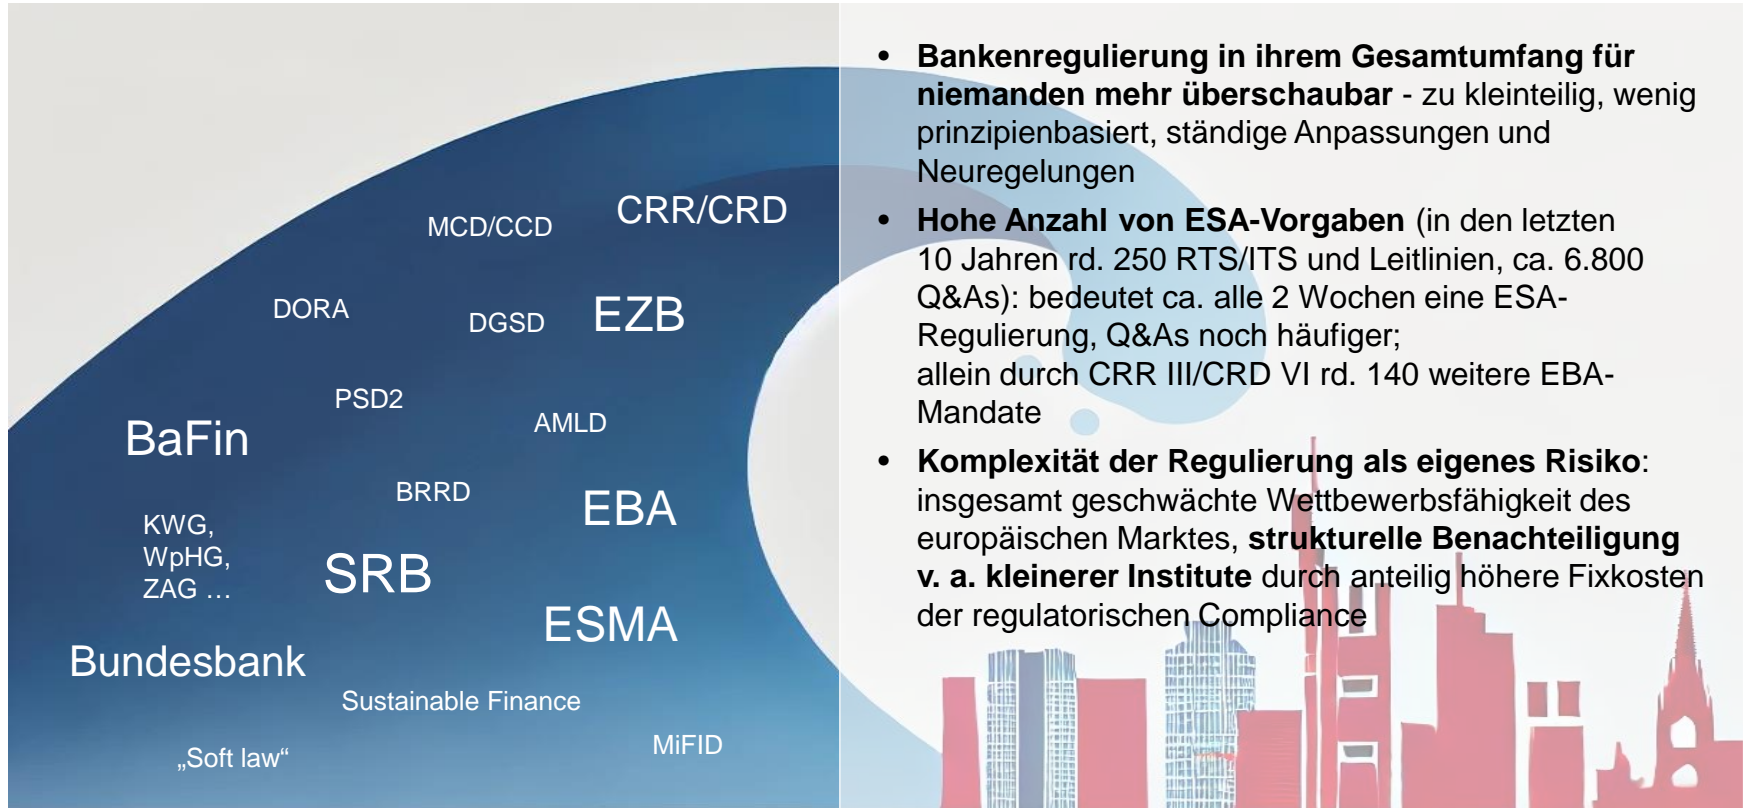 MCD/CCD
CRR/CRD
DORA
DGSD
EZB
PSD2
AMLD
BaFin
BRRD
EBA
KWG,
WpHG,
ZAG …
SRB
ESMA
Bundesbank
Sustainable Finance
MiFID
„Soft law“
• Bankenregulierung in ihrem Gesamtumfang für
niemanden mehr überschaubar - zu kleinteilig, wenig
prinzipienbasiert, ständige Anpassungen und
Neuregelungen
• Hohe Anzahl von ESA-Vorgaben (in den letzten
10 Jahren rd. 250 RTS/ITS und Leitlinien, ca. 6.800
Q&As): bedeutet ca. alle 2 Wochen eine ESA-
Regulierung, Q&As noch häufiger;
allein durch CRR III/CRD VI rd. 140 weitere EBA-
Mandate
• Komplexität der Regulierung als eigenes Risiko:
insgesamt geschwächte Wettbewerbsfähigkeit des
europäischen Marktes, strukturelle Benachteiligung
v. a. kleinerer Institute durch anteilig höhere Fixkosten
der regulatorischen Compliance